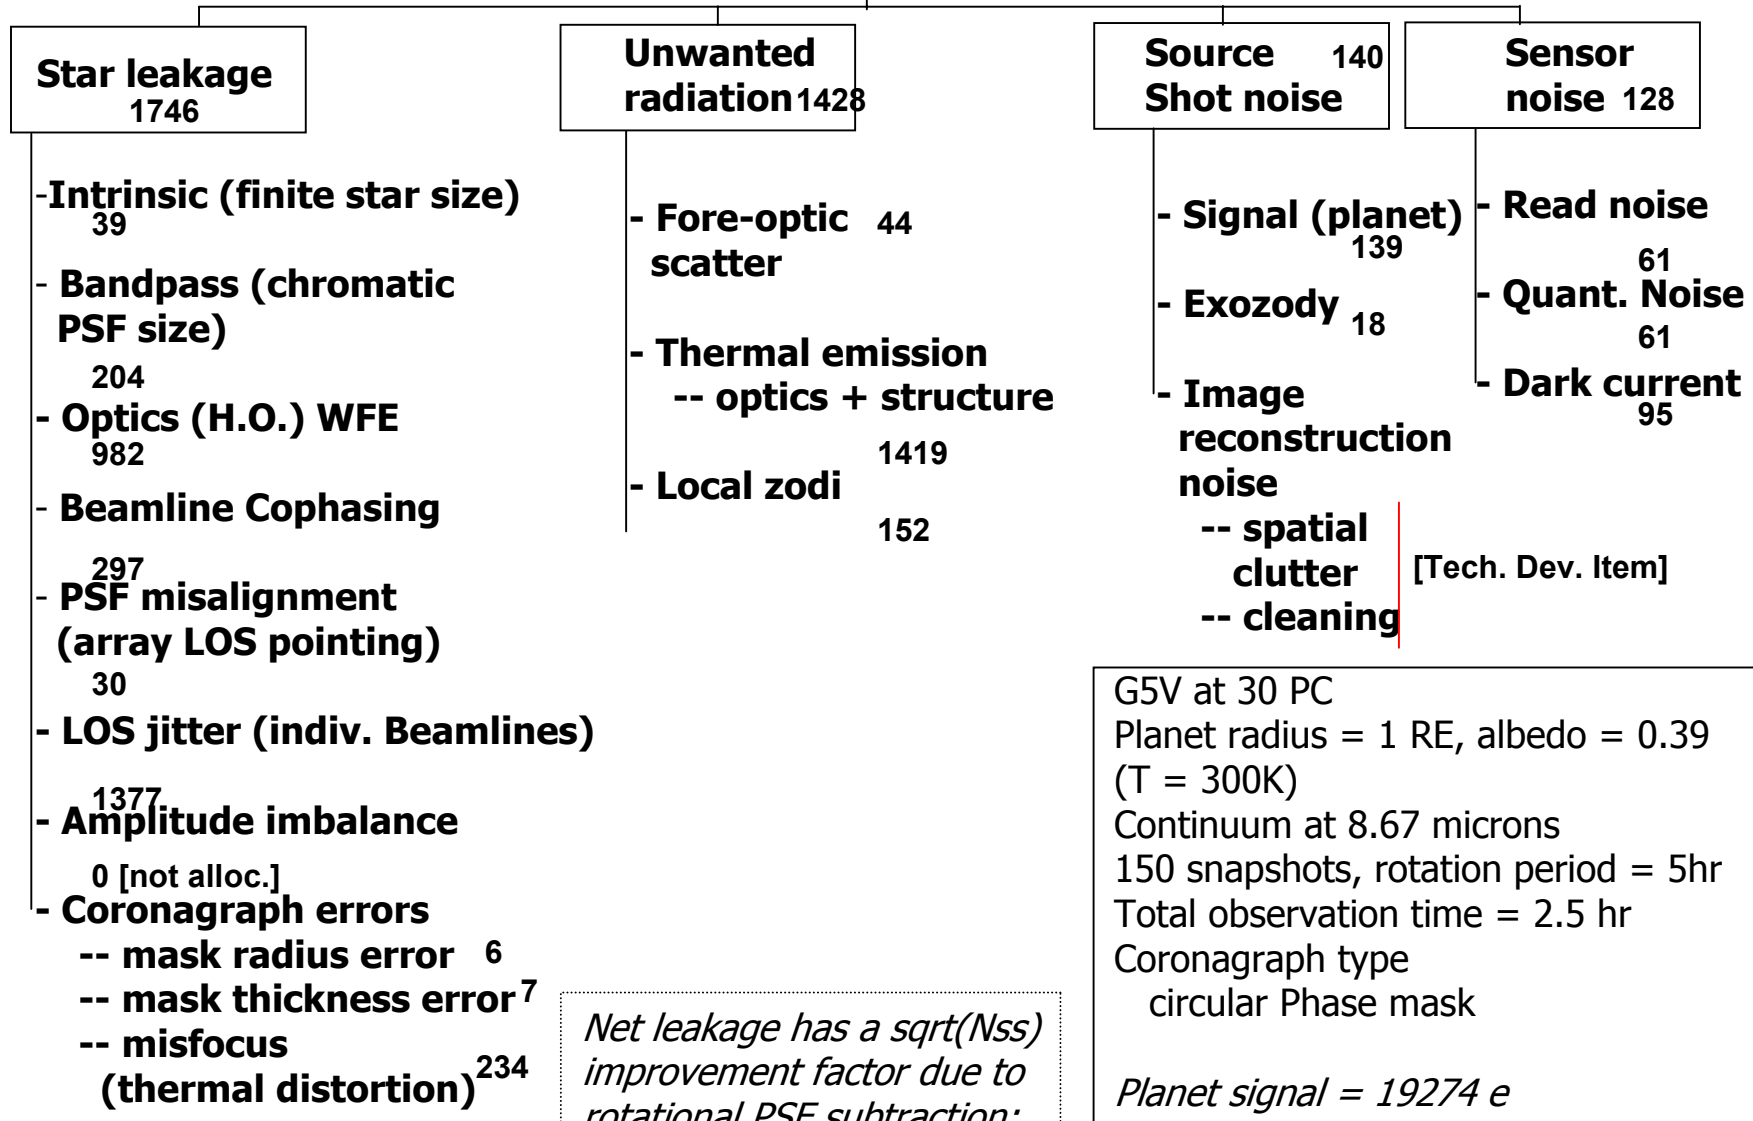 Star leakage
1746
-Intrinsic (finite star size)
39
- Bandpass (chromatic
PSF size)
204
- Optics (H.O.) WFE
982
- Beamline Cophasing
297
- PSF misalignment
(array LOS pointing)
30
- LOS jitter (indiv. Beamlines)
1377
- Amplitude imbalance
0 [not alloc.]
- Coronagraph errors
-- mask radius error 6
-- mask thickness error 7
-- misfocus
(thermal distortion) 234
Unwanted
radiation 1428
- Fore-optic 44
scatter
- Thermal emission
-- optics + structure
1419
- Local zodi
152
Net leakage has a sqrt(Nss)
improvement factor due to
rotational PSF subtraction;
Source 140
Shot noise
- Signal (planet)
139
- Exozody 18
- Image
reconstruction
noise
-- spatial
clutter
-- cleaning
[Tech. Dev. Item]
Sensor
noise 128
- Read noise
61
- Quant. Noise
61
- Dark current
95
G5V at 30 PC
Planet radius = 1 RE, albedo = 0.39
(T = 300K)
Continuum at 8.67 microns
150 snapshots, rotation period = 5hr
Total observation time = 2.5 hr
Coronagraph type
circular Phase mask
Planet signal = 19274 e